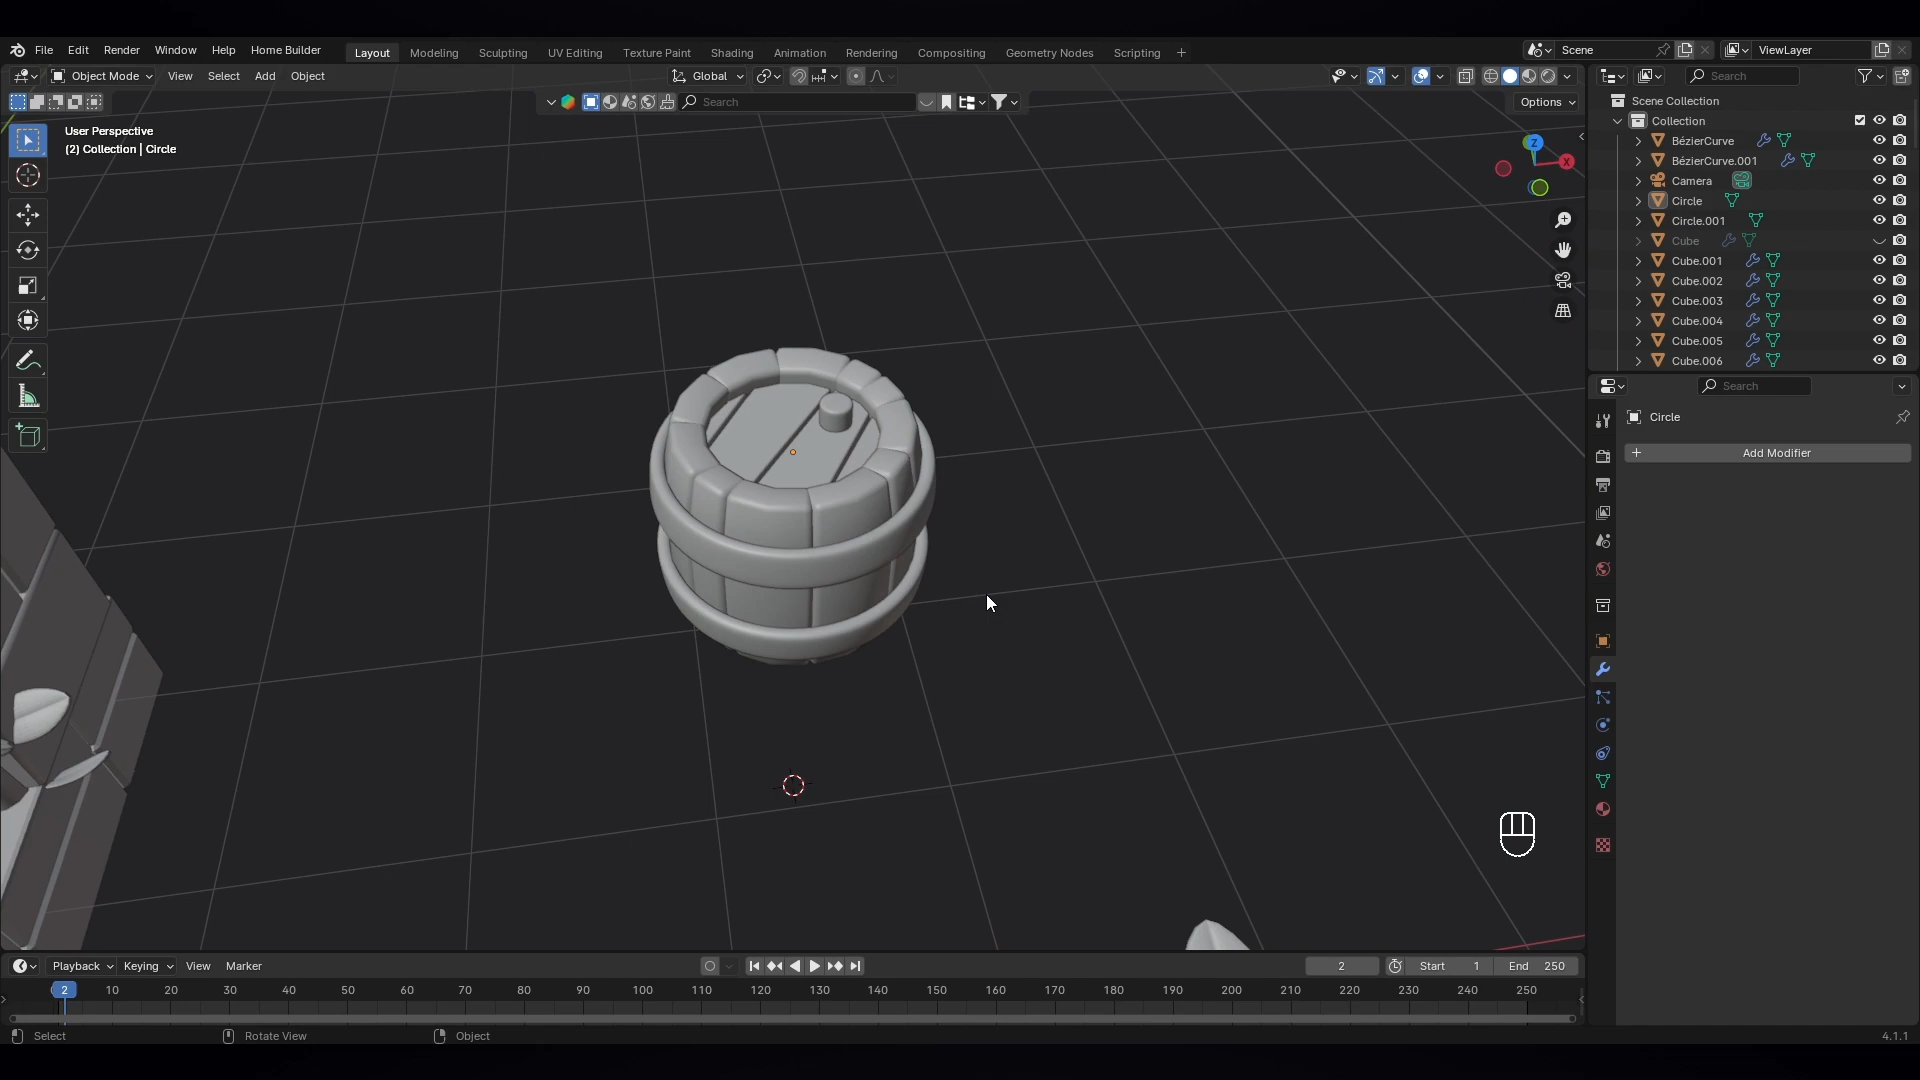 File Edit Render Window Help Home Builder Layout Modeling Sculpting UV Editing Texture Paint Shading Animation Rendering Compositing Geometry Nodes Scripting + Scene ViewLayer
Object Mode View Select Add Object Global Search
Search Options
Scene Collection
Collection
User Perspective
(2) Collection | Circle
Z
X
BézierCurve
BézierCurve.001
Camera
Circle
Circle.001
Cube
Cube.001
Cube.002
Cube.003
Cube.004
Cube.005
Cube.006
Search
Circle
+ Add Modifier
Playback Keying View Marker 2 Start 1 End 250
2 10 20 30 40 50 60 70 80 90 100 110 120 130 140 150 160 170 180 190 200 210 220 230 240 250
Select Rotate View Object 4.1.1